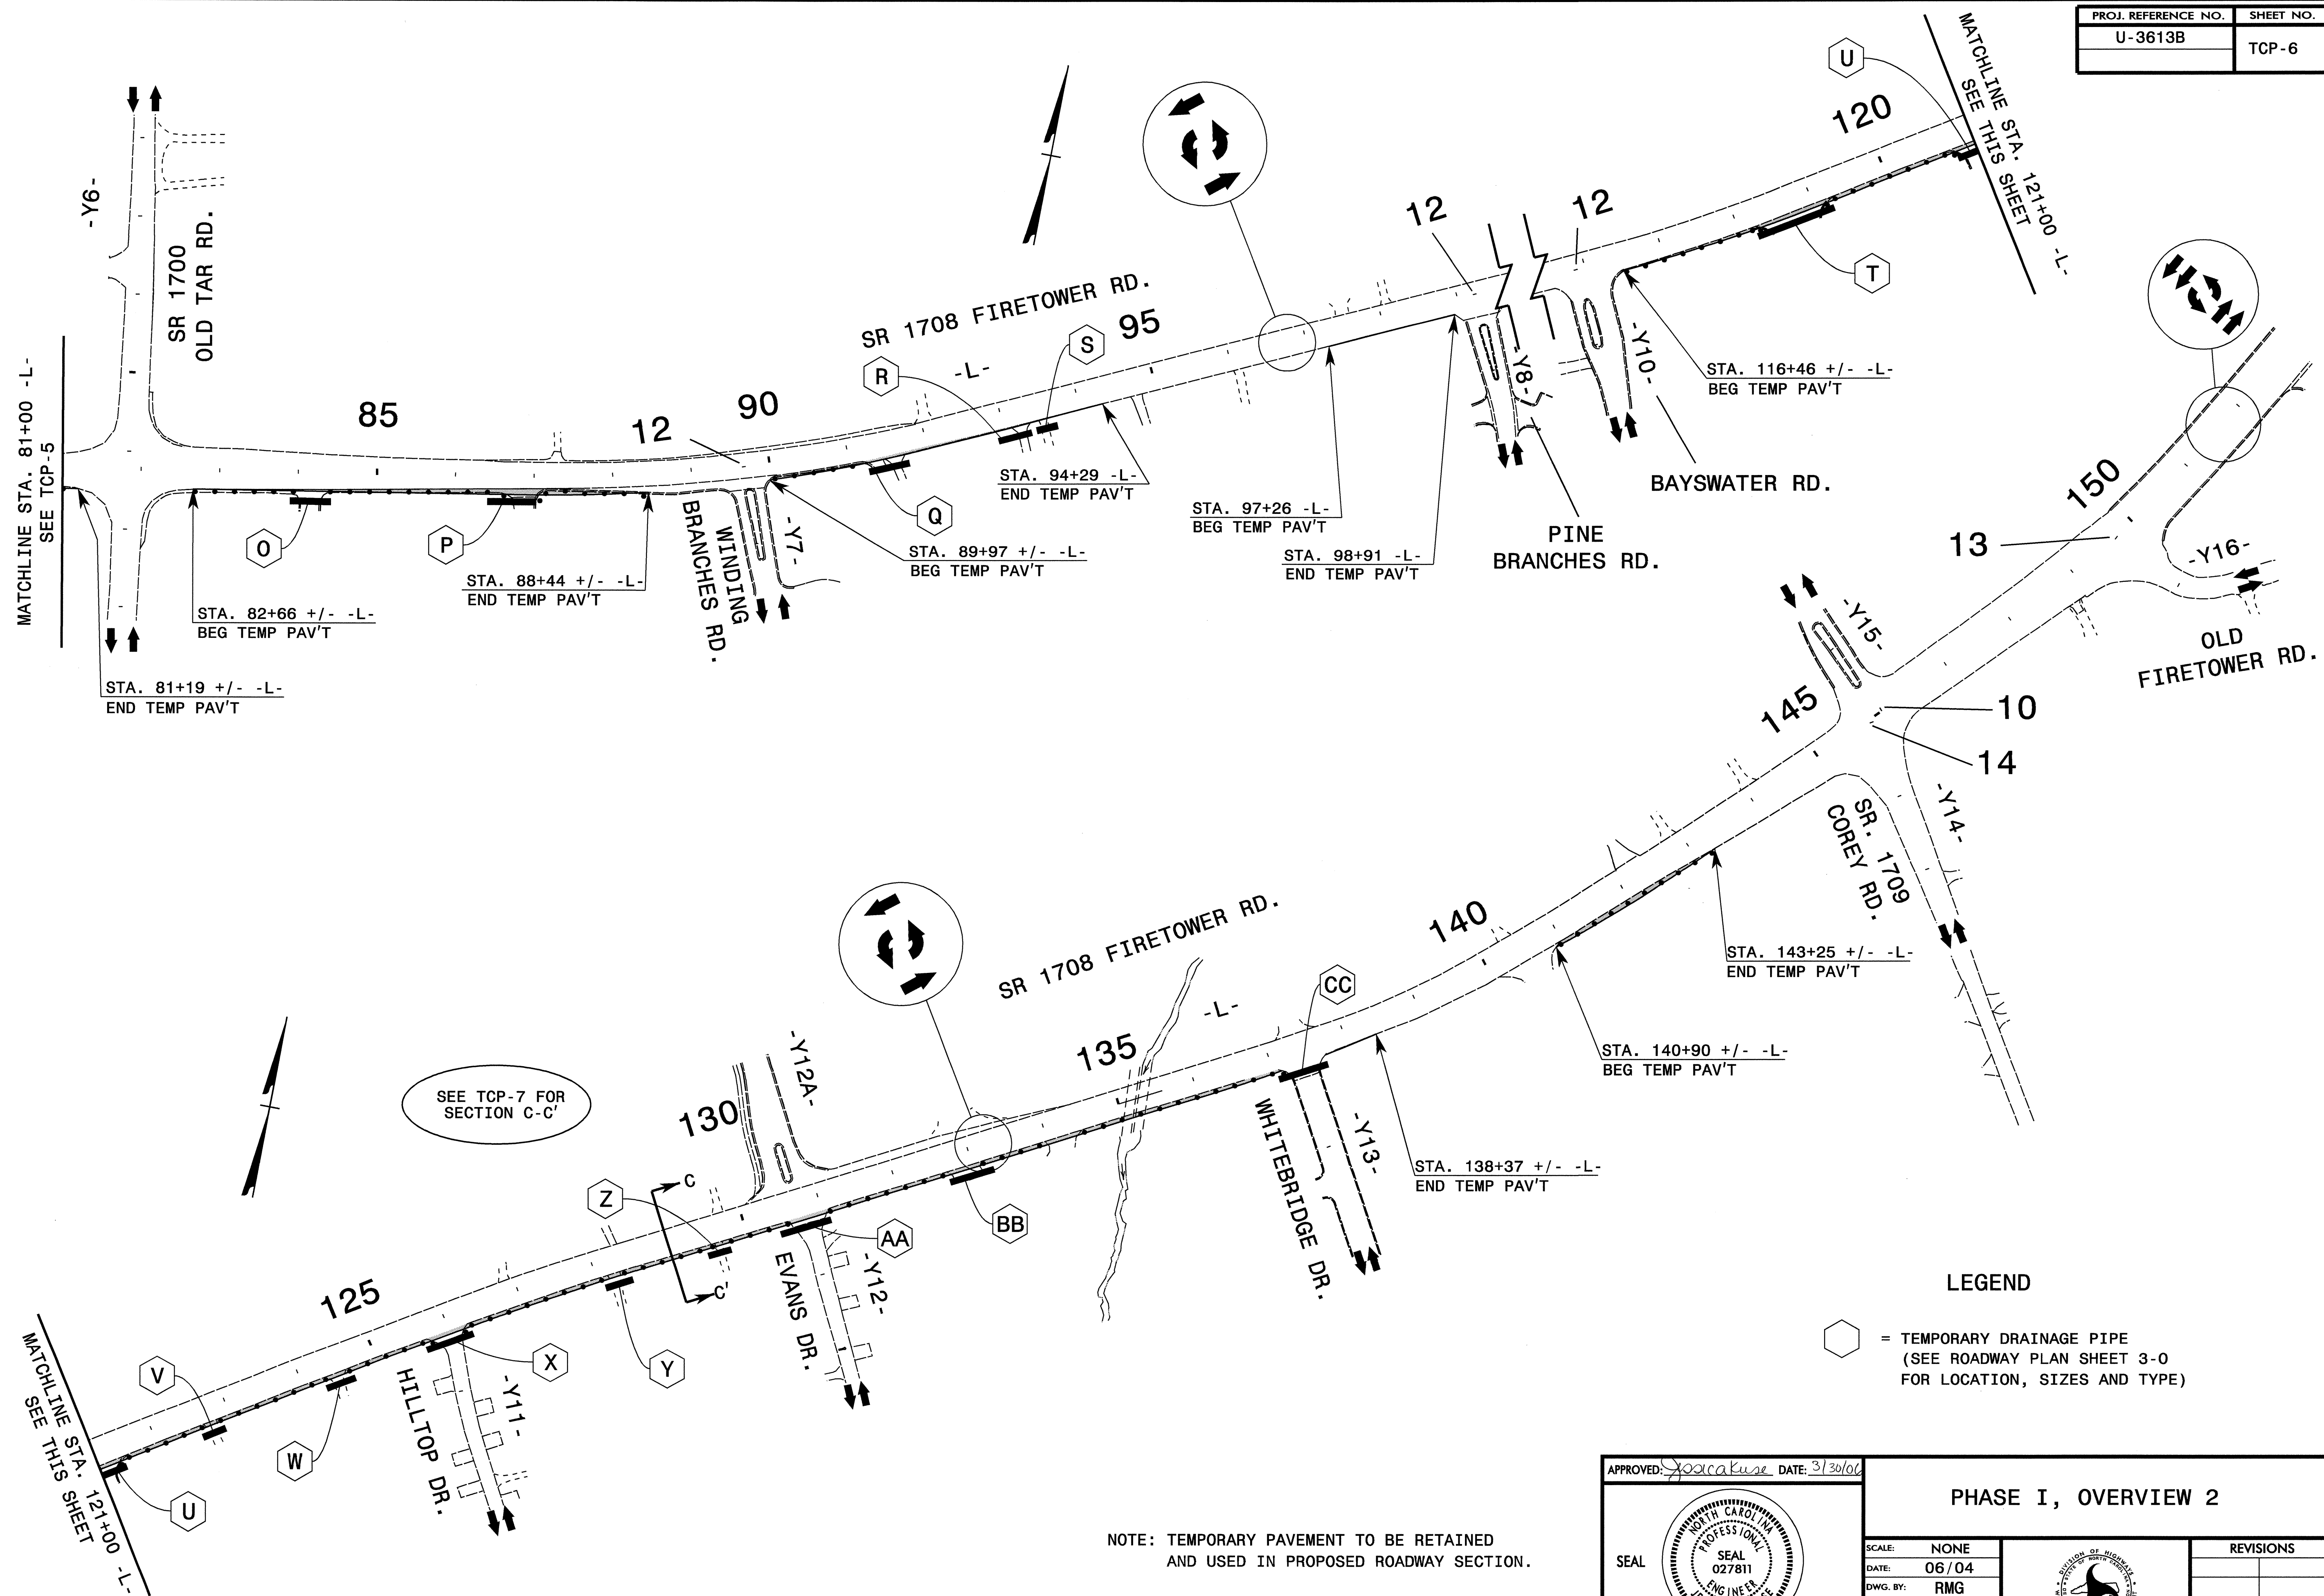 PROJ. REFERENCE NO.
SHEET NO.
U-3613B
TCP-6
MATCHLINE STA. 121+00 -L-
SEE THIS SHEET
U
120
T
12
12
-Y6-
SR 1700
OLD TAR RD.
MATCHLINE STA. 81+00 -L-
SEE TCP-5
SR 1708 FIRETOWER RD.
-L-
R
S
95
85
12
90
O
P
Q
-Y8-
-Y10-
STA. 116+46 +/- -L-
BEG TEMP PAV'T
BAYSWATER RD.
PINE
BRANCHES RD.
STA. 94+29 -L-
END TEMP PAV'T
STA. 97+26 -L-
BEG TEMP PAV'T
STA. 98+91 -L-
END TEMP PAV'T
STA. 89+97 +/- -L-
BEG TEMP PAV'T
WINDING
BRANCHES RD.
-Y7-
STA. 88+44 +/- -L-
END TEMP PAV'T
STA. 82+66 +/- -L-
BEG TEMP PAV'T
STA. 81+19 +/- -L-
END TEMP PAV'T
150
13
-Y16-
OLD
FIRETOWER RD.
-Y15-
145
10
14
SR. 1709
COREY RD.
-Y14-
140
STA. 143+25 +/- -L-
END TEMP PAV'T
STA. 140+90 +/- -L-
BEG TEMP PAV'T
SR 1708 FIRETOWER RD.
-L-
CC
135
WHITEBRIDGE DR.
-Y13-
STA. 138+37 +/- -L-
END TEMP PAV'T
SEE TCP-7 FOR
SECTION C-C'
130
-Y12A-
C
C'
Z
AA
BB
EVANS DR.
-Y12-
125
V
W
X
Y
U
HILLTOP DR.
-Y11-
MATCHLINE STA. 121+00 -L-
SEE THIS SHEET
LEGEND
= TEMPORARY DRAINAGE PIPE
(SEE ROADWAY PLAN SHEET 3-O
FOR LOCATION, SIZES AND TYPE)
NOTE: TEMPORARY PAVEMENT TO BE RETAINED
AND USED IN PROPOSED ROADWAY SECTION.
APPROVED: DATE: 3/30/06
SEAL
NORTH CAROLINA
PROFESSIONAL
SEAL
027811
ENGINEER
PHASE I, OVERVIEW 2
SCALE: NONE
DATE: 06/04
DWG. BY: RMG
DIVISION OF HIGHWAYS
STATE OF NORTH CAROLINA
REVISIONS